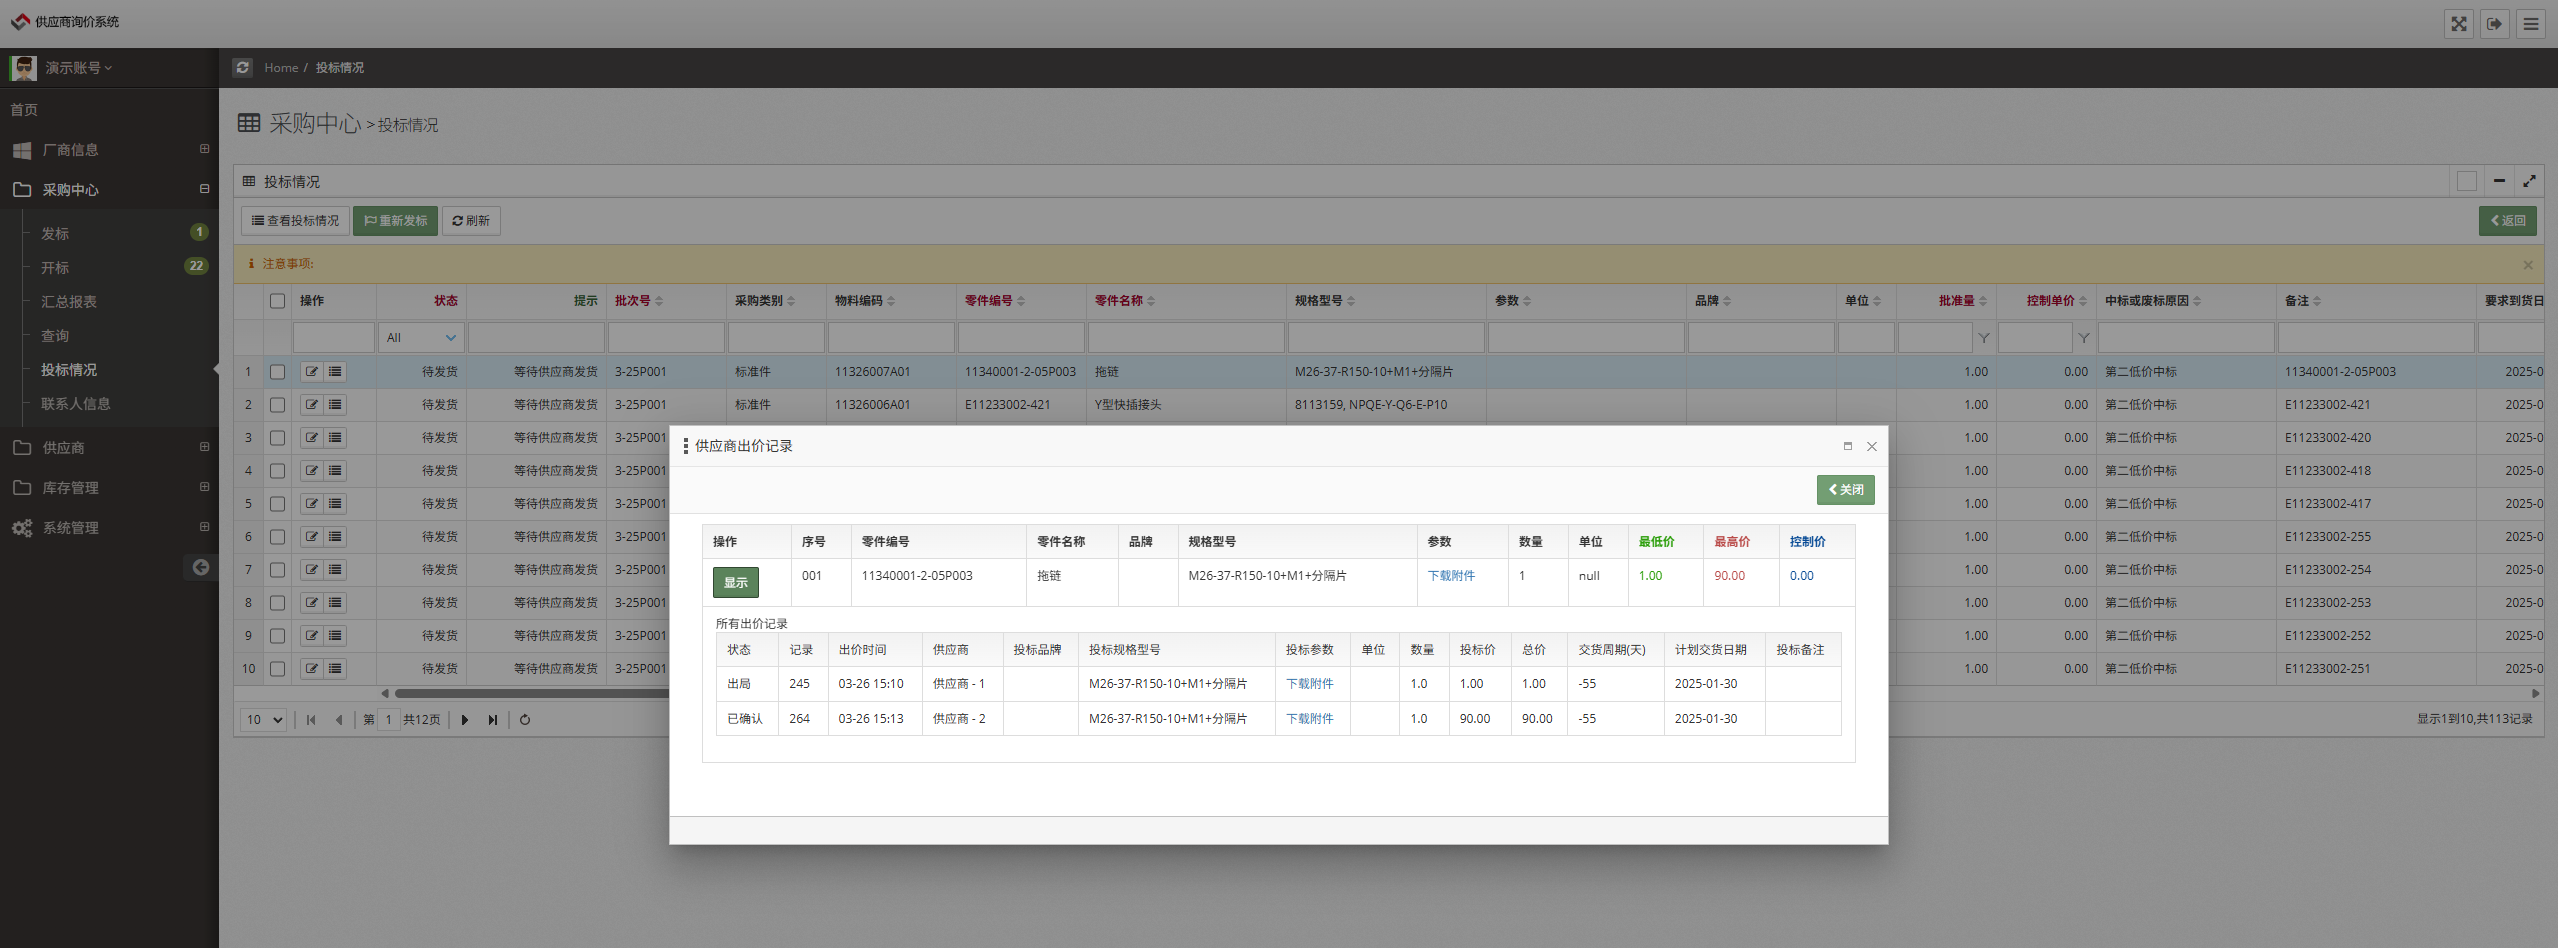 供应商询价系统
演示账号
Home / 投标情况
首页
厂商信息
采购中心
发标 1
开标 22
汇总报表
查询
投标情况
联系人信息
供应商
库存管理
系统管理
采购中心 > 投标情况
投标情况
查看投标情况 重新发标 刷新 返回
注意事项:
操作 状态 提示 批次号 采购类别 物料编码 零件编号 零件名称 规格型号 参数 品牌 单位 批准量 控制单价 中标或废标原因 备注 要求到货日
All
1 待发货 等待供应商发货 3-25P001 标准件 11326007A01 11340001-2-05P003 拖链 M26-37-R150-10+M1+分隔片 1.00 0.00 第二低价中标 11340001-2-05P003 2025-0
2 待发货 等待供应商发货 3-25P001 标准件 11326006A01 E11233002-421 Y型快插接头 8113159, NPQE-Y-Q6-E-P10 1.00 0.00 第二低价中标 E11233002-421 2025-0
3 待发货 等待供应商发货 3-25P001 1.00 0.00 第二低价中标 E11233002-420 2025-0
4 待发货 等待供应商发货 3-25P001 1.00 0.00 第二低价中标 E11233002-418 2025-0
5 待发货 等待供应商发货 3-25P001 1.00 0.00 第二低价中标 E11233002-417 2025-0
6 待发货 等待供应商发货 3-25P001 1.00 0.00 第二低价中标 E11233002-255 2025-0
7 待发货 等待供应商发货 3-25P001 1.00 0.00 第二低价中标 E11233002-254 2025-0
8 待发货 等待供应商发货 3-25P001 1.00 0.00 第二低价中标 E11233002-253 2025-0
9 待发货 等待供应商发货 3-25P001 1.00 0.00 第二低价中标 E11233002-252 2025-0
10 待发货 等待供应商发货 3-25P001 1.00 0.00 第二低价中标 E11233002-251 2025-0
10 第 1 共12页 显示1到10,共113记录
供应商出价记录
关闭
操作 序号 零件编号 零件名称 品牌 规格型号 参数 数量 单位 最低价 最高价 控制价
显示 001 11340001-2-05P003 拖链 M26-37-R150-10+M1+分隔片 下载附件 1 null 1.00 90.00 0.00
所有出价记录
状态 记录 出价时间 供应商 投标品牌 投标规格型号 投标参数 单位 数量 投标价 总价 交货周期(天) 计划交货日期 投标备注
出局 245 03-26 15:10 供应商 - 1 M26-37-R150-10+M1+分隔片 下载附件 1.0 1.00 1.00 -55 2025-01-30
已确认 264 03-26 15:13 供应商 - 2 M26-37-R150-10+M1+分隔片 下载附件 1.0 90.00 90.00 -55 2025-01-30